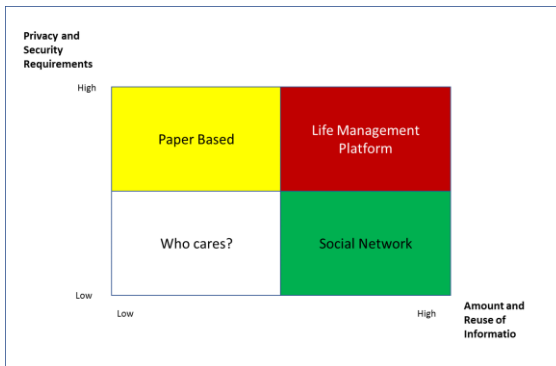 Privacy and
Security
Requirements
High
Paper Based
Life Management
Platform
Who cares?
Social Network
Low
Low
High
Amount and
Reuse of
Informatio